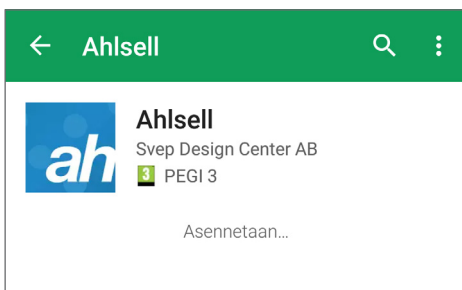 Ahlsell
ah
Ahlsell
Svep Design Center AB
3 PEGI 3
Asennetaan...